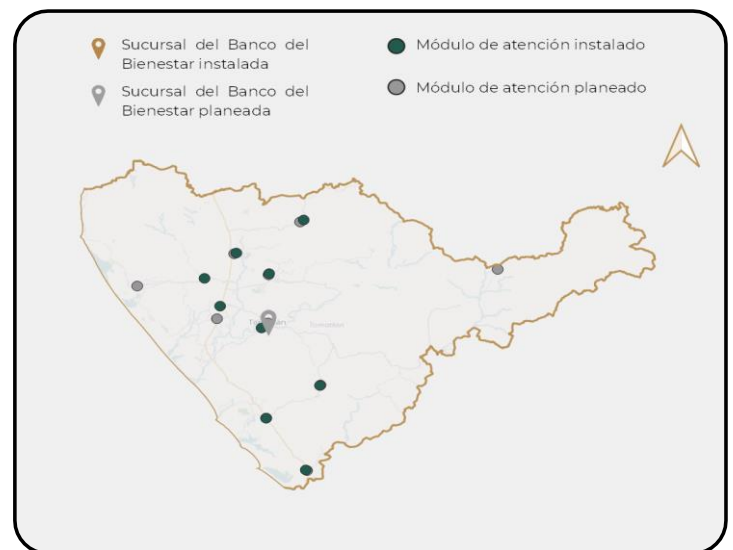 Sucursal del Banco del
Bienestar instalada
Sucursal del Banco del
Bienestar planeada
Módulo de atención instalado
Módulo de atención planeado
Tomatlán